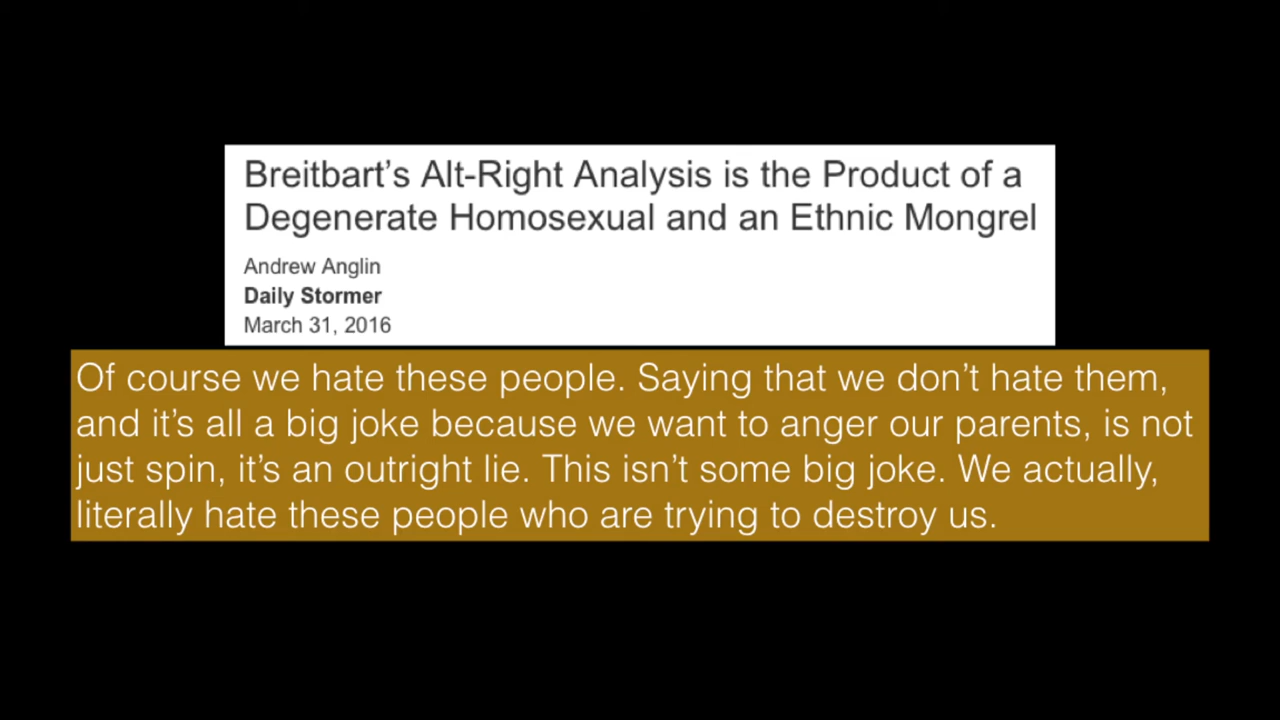 Breitbart's Alt-Right Analysis is the Product of a
Degenerate Homosexual and an Ethnic Mongrel
Andrew Anglin
Daily Stormer
March 31, 2016
Of course we hate these people. Saying that we don't hate them,
and it's all a big joke because we want to anger our parents, is not
just spin, it's an outright lie. This isn't some big joke. We actually,
literally hate these people who are trying to destroy us.